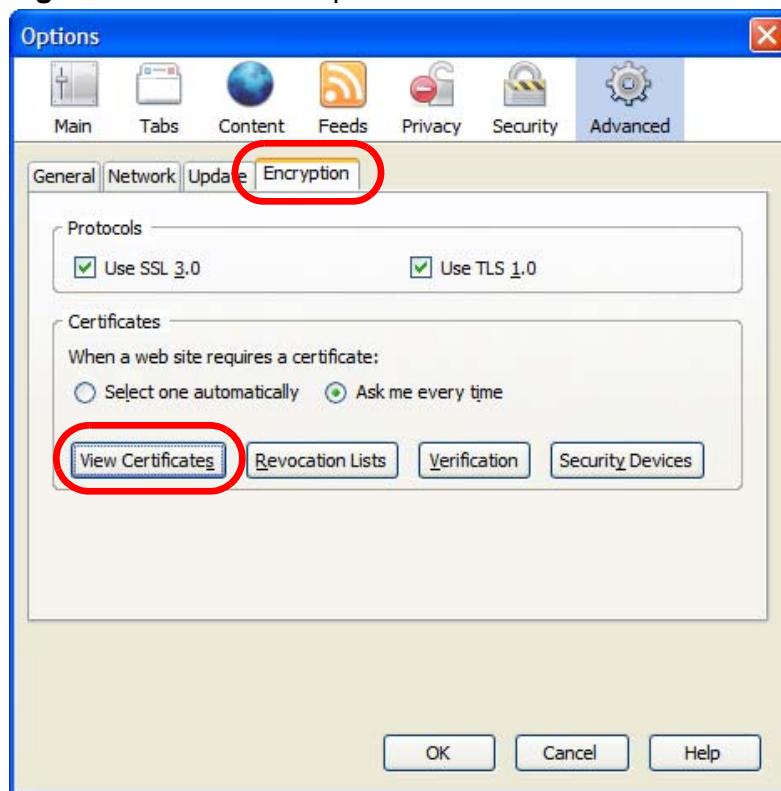 Options
Main Tabs Content Feeds Privacy Security Advanced
General Network Update Encryption
Protocols
Use SSL 3.0 Use TLS 1.0
Certificates
When a web site requires a certificate:
Select one automatically Ask me every time
View Certificates Revocation Lists Verification Security Devices
OK Cancel Help